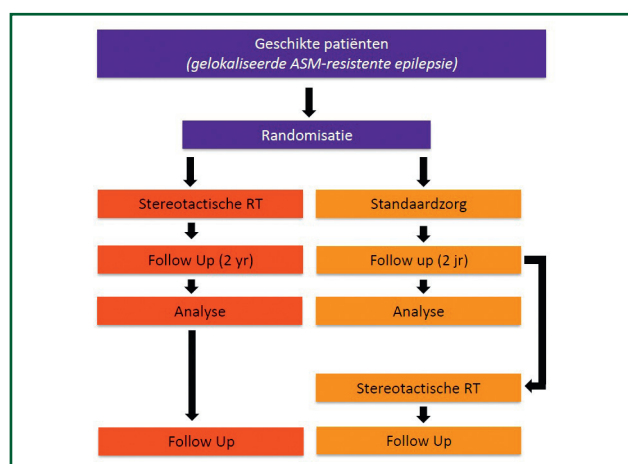 Geschikte patiënten
(gelokaliseerde ASM-resistente epilepsie)
Randomisatie
Stereotactische RT
Standaardzorg
Follow Up (2 yr)
Follow up (2 jr)
Analyse
Analyse
Stereotactische RT
Follow Up
Follow Up